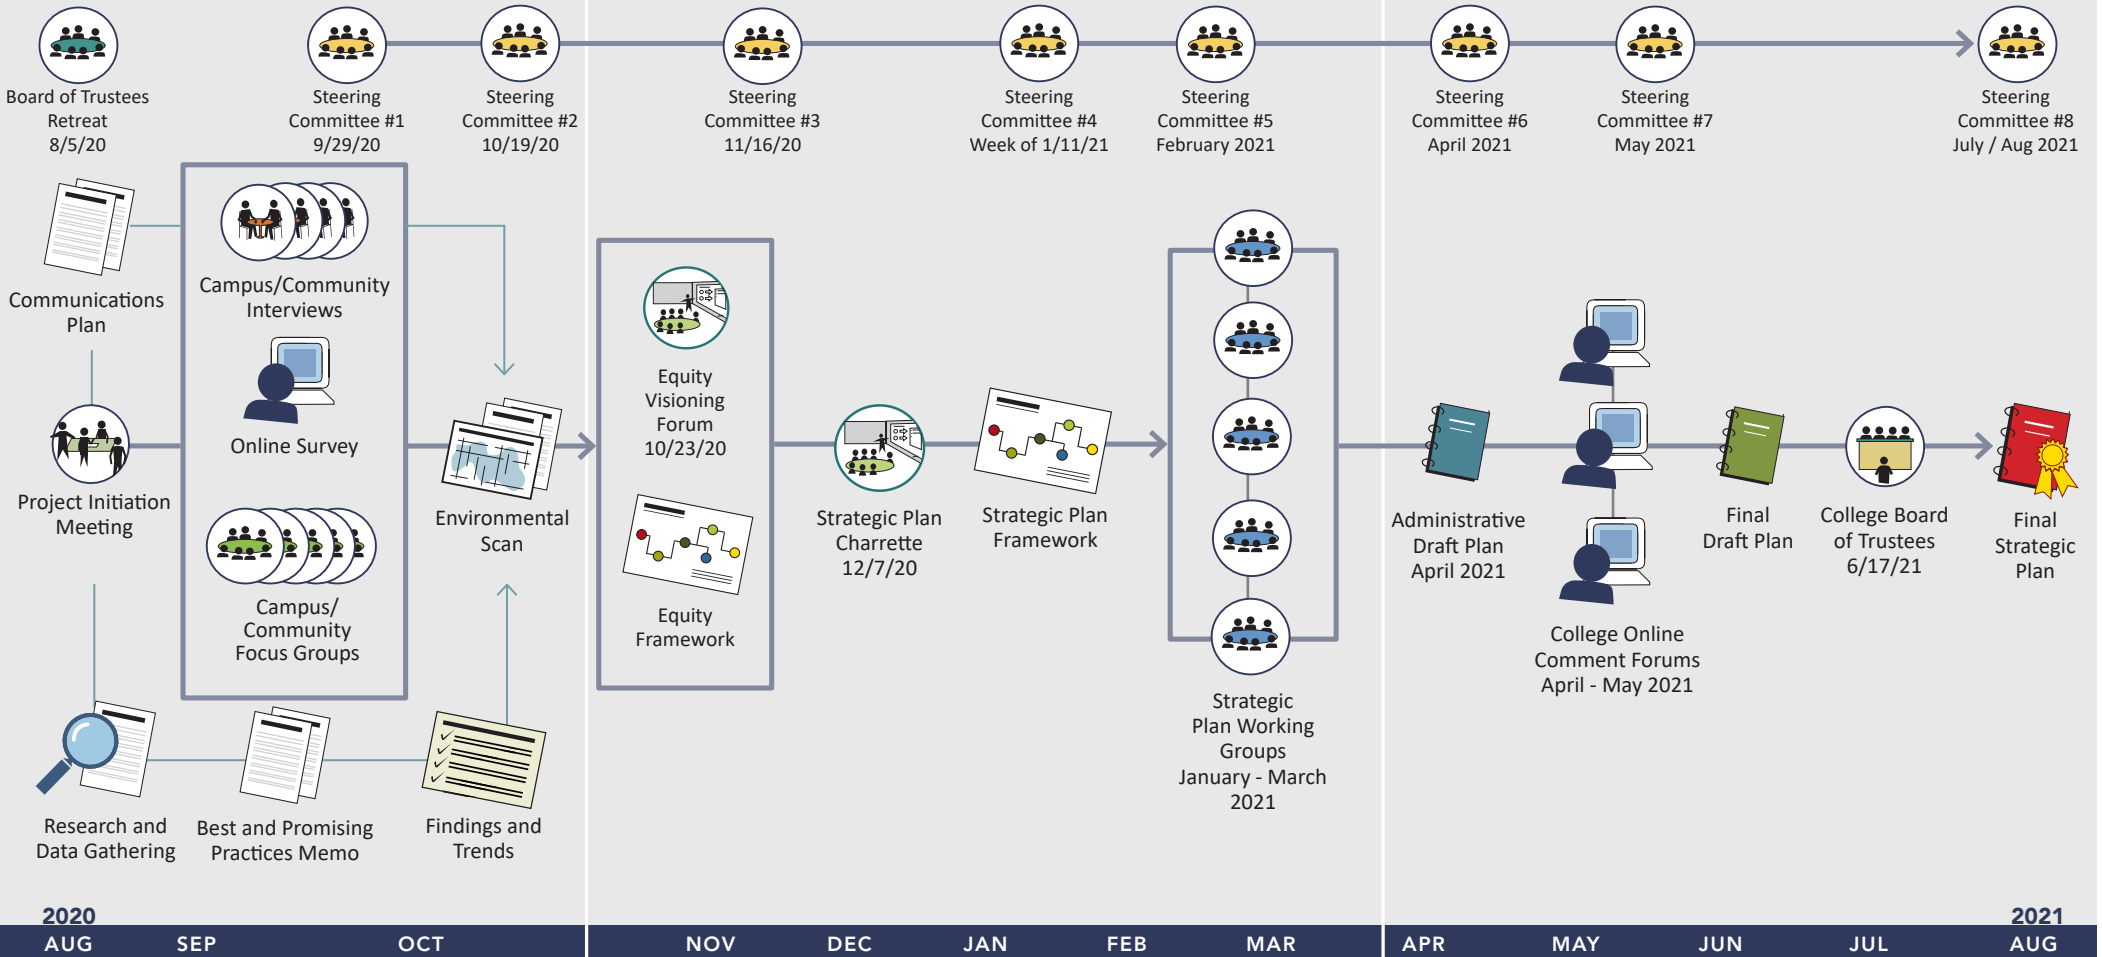 Board of Trustees
Retreat
8/5/20
Steering
Committee #1
9/29/20
Steering
Committee #2
10/19/20
Steering
Committee #3
11/16/20
Steering
Committee #4
Week of 1/11/21
Steering
Committee #5
February 2021
Steering
Committee #6
April 2021
Steering
Committee #7
May 2021
Steering
Committee #8
July / Aug 2021
Communications
Plan
Project Initiation
Meeting
Research and
Data Gathering
Campus/Community
Interviews
Online Survey
Campus/
Community
Focus Groups
Best and Promising
Practices Memo
Findings and
Trends
Environmental
Scan
Equity
Visioning
Forum
10/23/20
Equity
Framework
Strategic Plan
Charrette
12/7/20
Strategic Plan
Framework
Strategic
Plan Working
Groups
January - March
2021
Administrative
Draft Plan
April 2021
College Online
Comment Forums
April - May 2021
Final
Draft Plan
College Board
of Trustees
6/17/21
Final
Strategic
Plan
2020
2021
AUG SEP OCT NOV DEC JAN FEB MAR APR MAY JUN JUL AUG